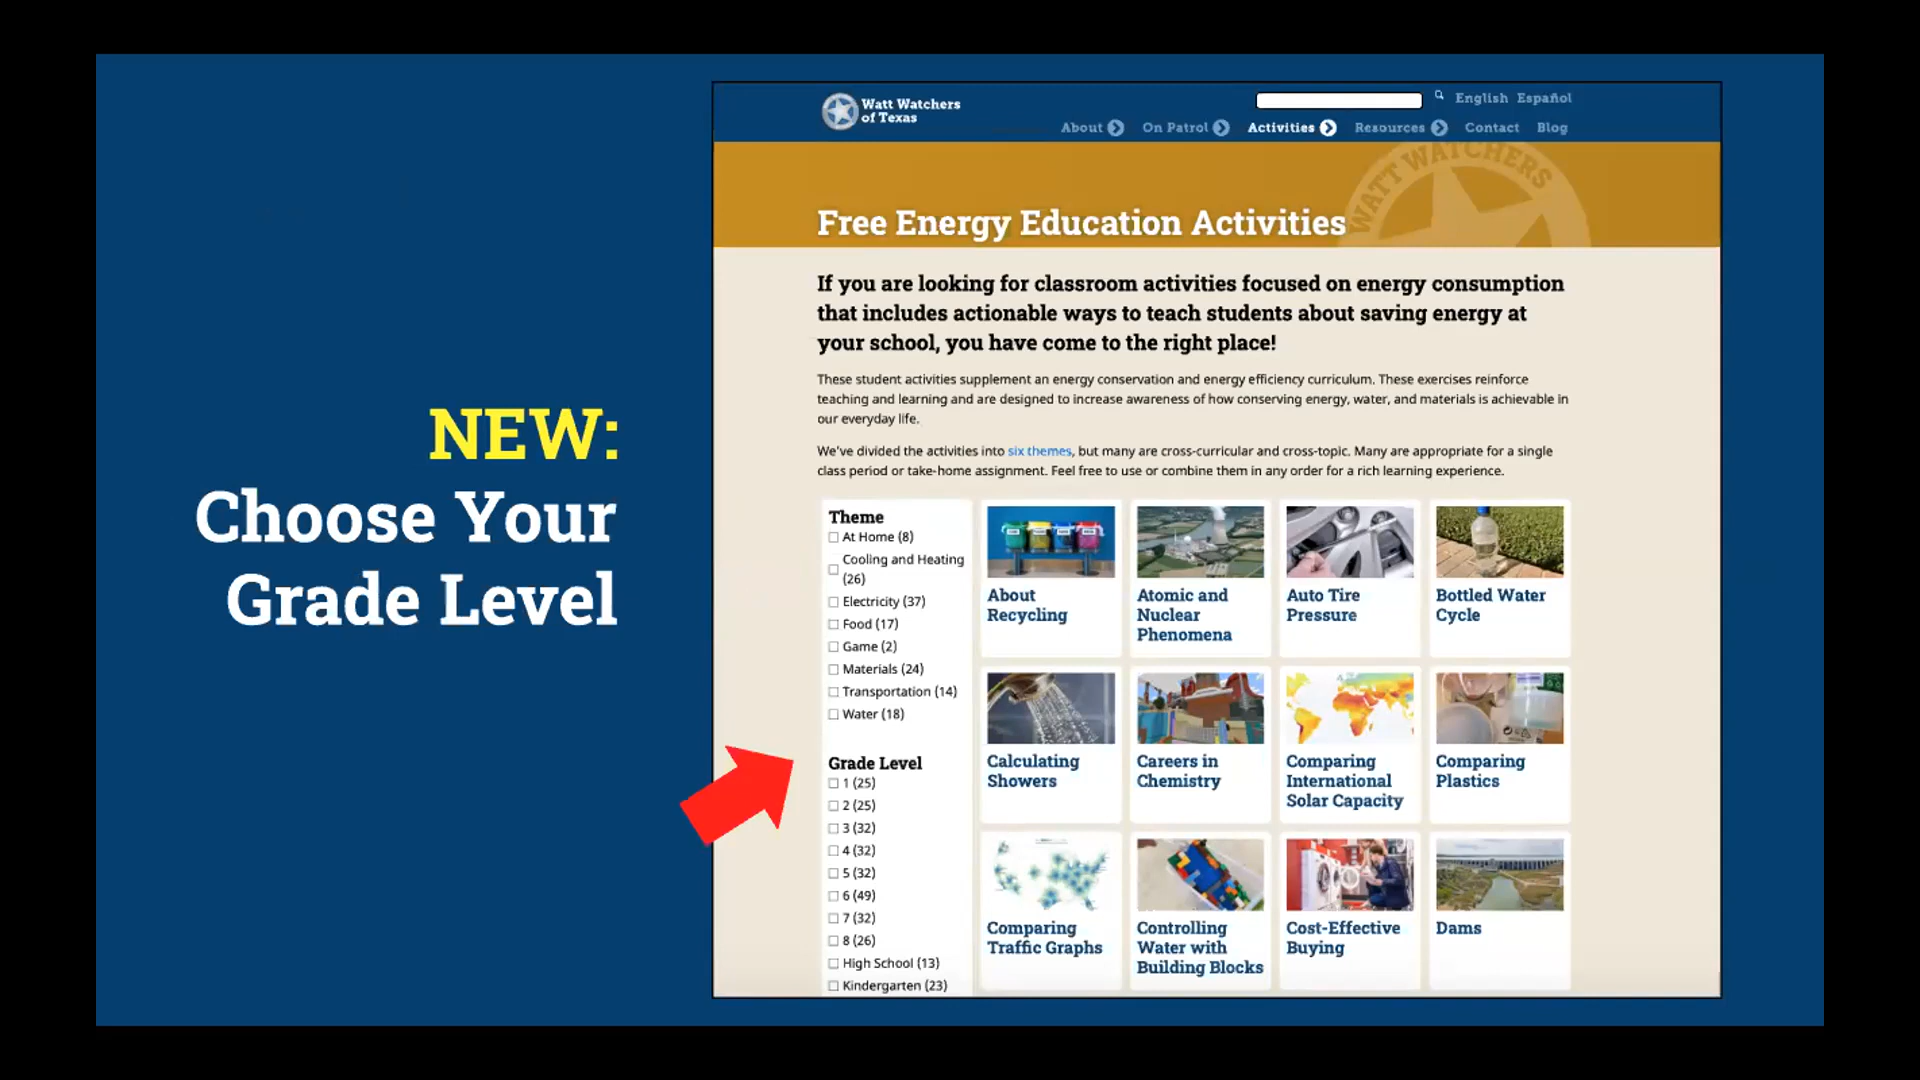 NEW:
Choose Your
Grade Level
Watt Watchers
of Texas
English Español
About On Patrol Activities Resources Contact Blog
WATT WATCHERS
Free Energy Education Activities
If you are looking for classroom activities focused on energy consumption
that includes actionable ways to teach students about saving energy at
your school, you have come to the right place!
These student activities supplement an energy conservation and energy efficiency curriculum. These exercises reinforce
teaching and learning and are designed to increase awareness of how conserving energy, water, and materials is achievable in
our everyday life.
We've divided the activities into six themes, but many are cross-curricular and cross-topic. Many are appropriate for a single
class period or take-home assignment. Feel free to use or combine them in any order for a rich learning experience.
Theme
At Home (8)
Cooling and Heating
(26)
Electricity (37)
Food (17)
Game (2)
Materials (24)
Transportation (14)
Water (18)
Grade Level
1 (25)
2 (25)
3 (32)
4 (32)
5 (32)
6 (49)
7 (32)
8 (26)
High School (13)
Kindergarten (23)
About
Recycling
Atomic and
Nuclear
Phenomena
Auto Tire
Pressure
Bottled Water
Cycle
Calculating
Showers
Careers in
Chemistry
Comparing
International
Solar Capacity
Comparing
Plastics
Comparing
Traffic Graphs
Controlling
Water with
Building Blocks
Cost-Effective
Buying
Dams